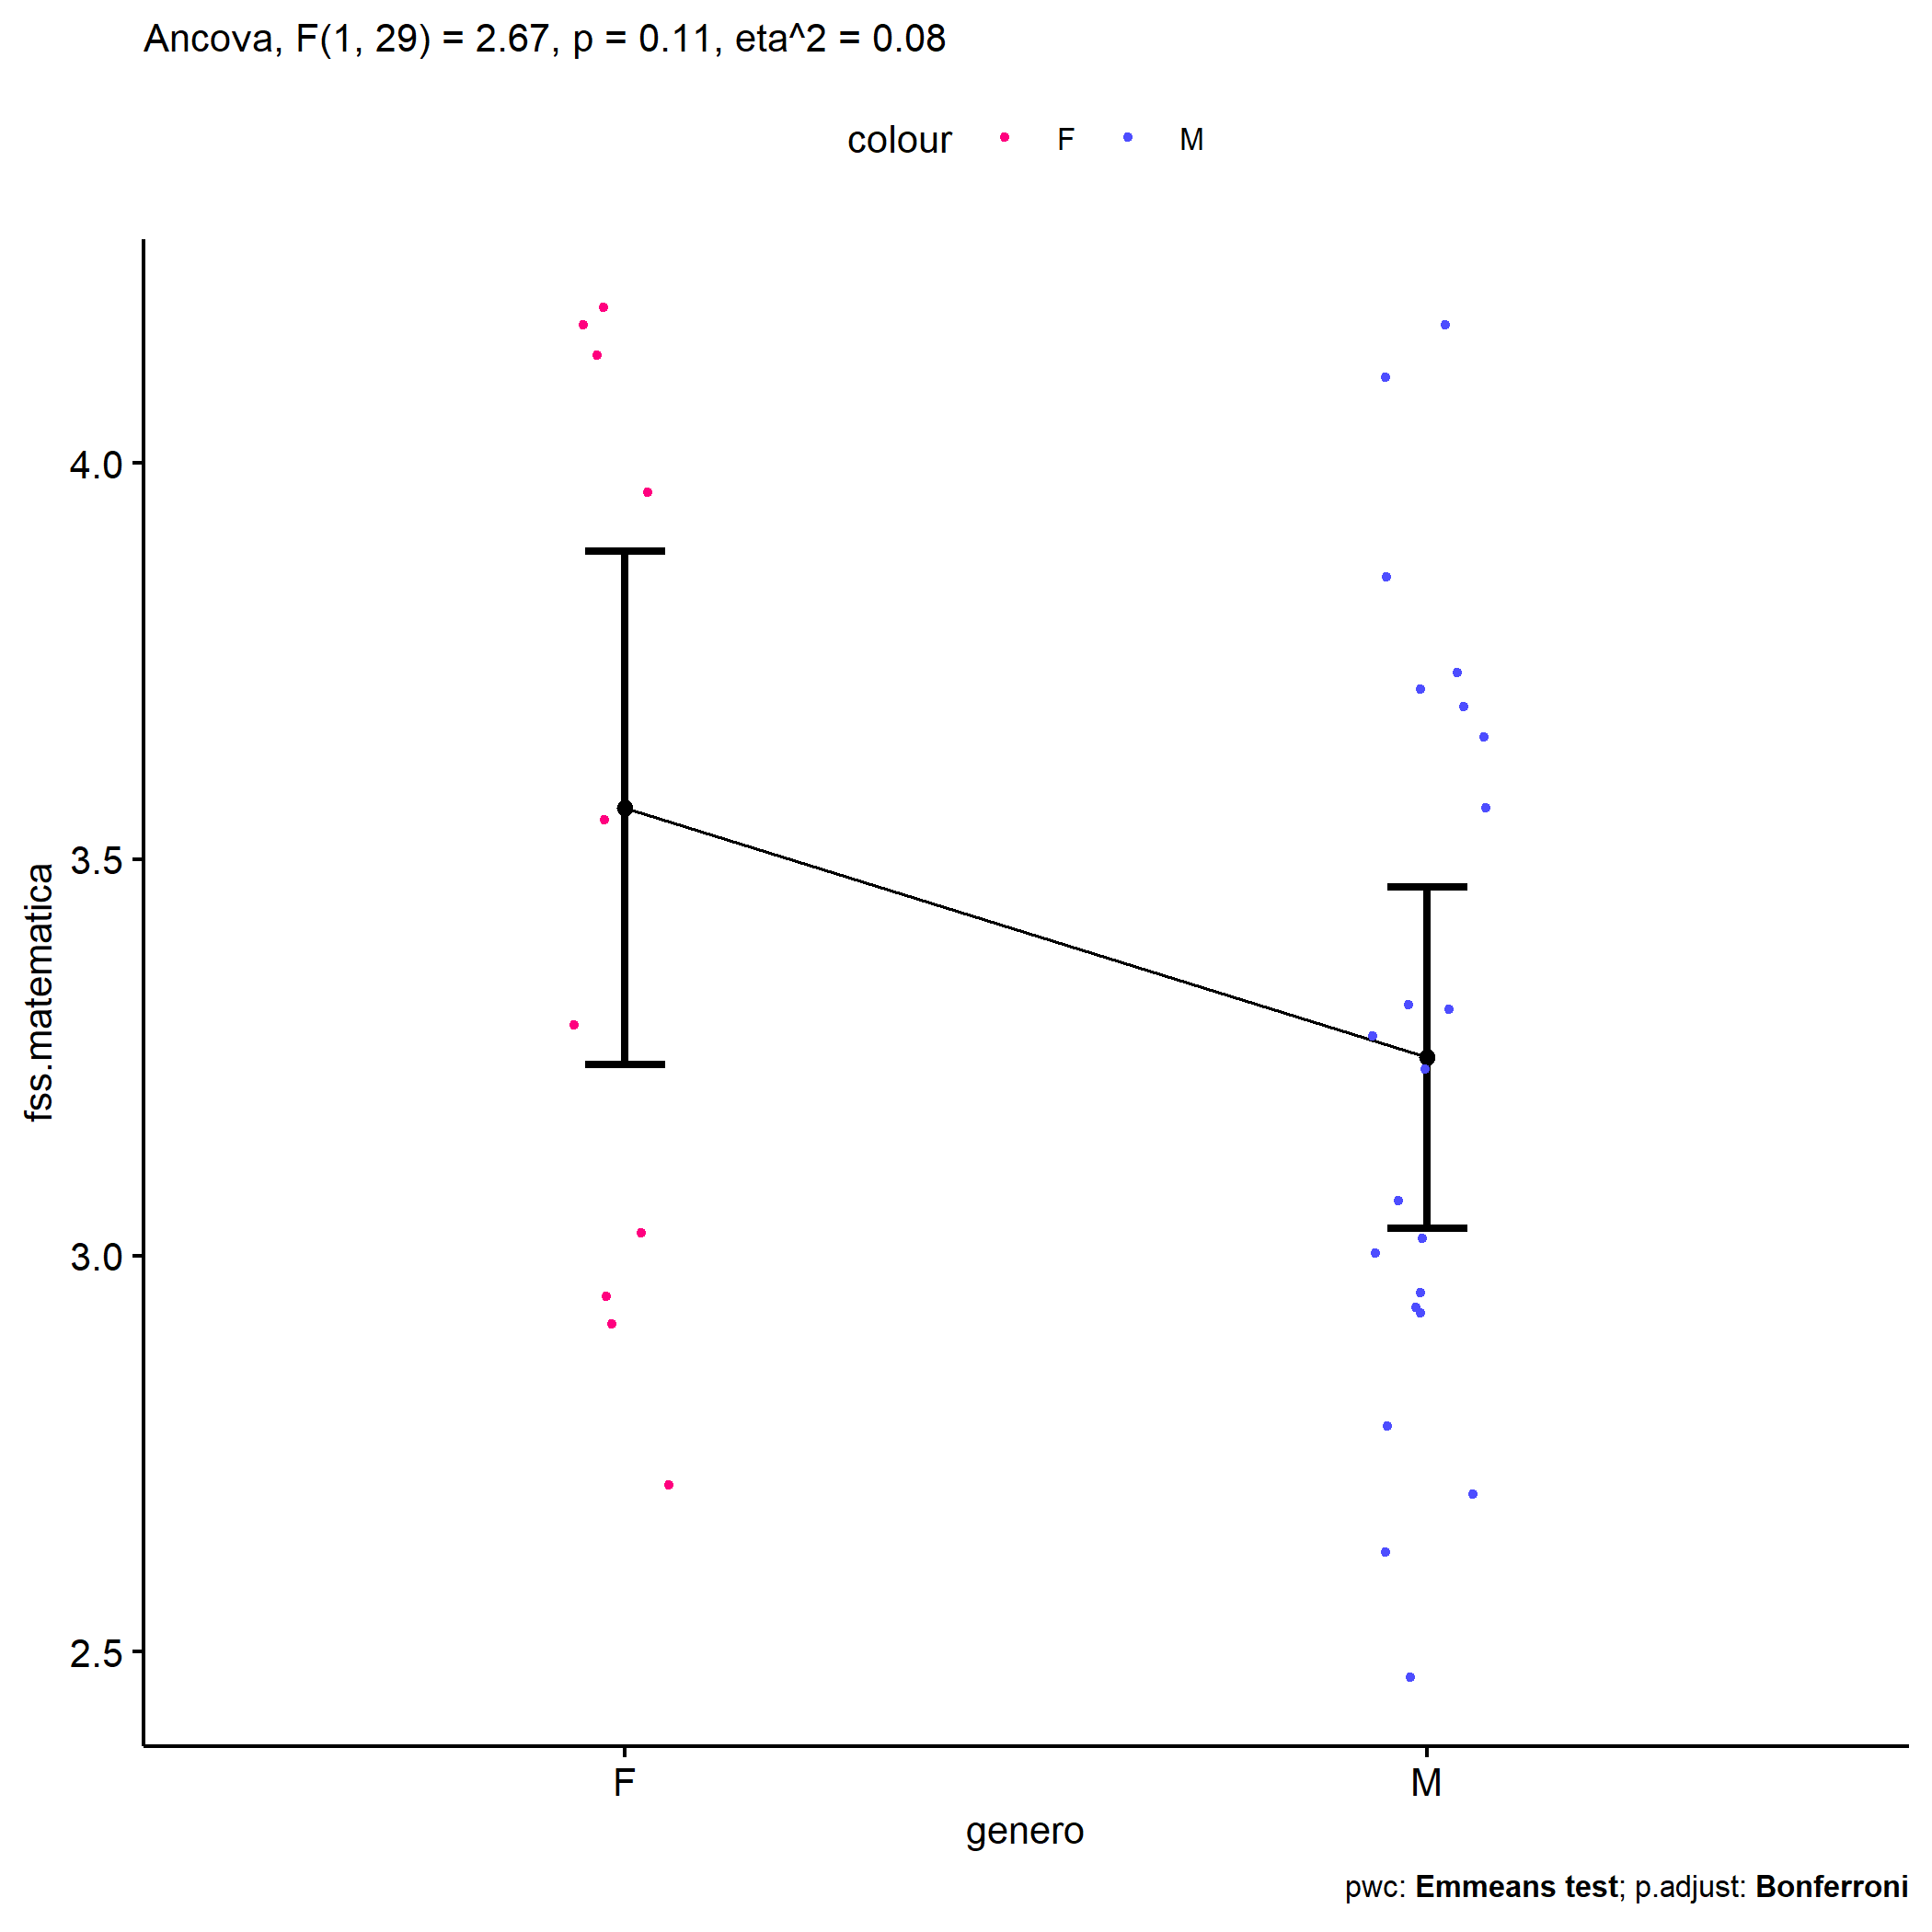 Ancova, F(1, 29) = 2.67, p = 0.11, eta^2 = 0.08
colour F M
4.0
3.5
3.0
2.5
fss.matematica
F M
genero
pwc: Emmeans test; p.adjust: Bonferroni